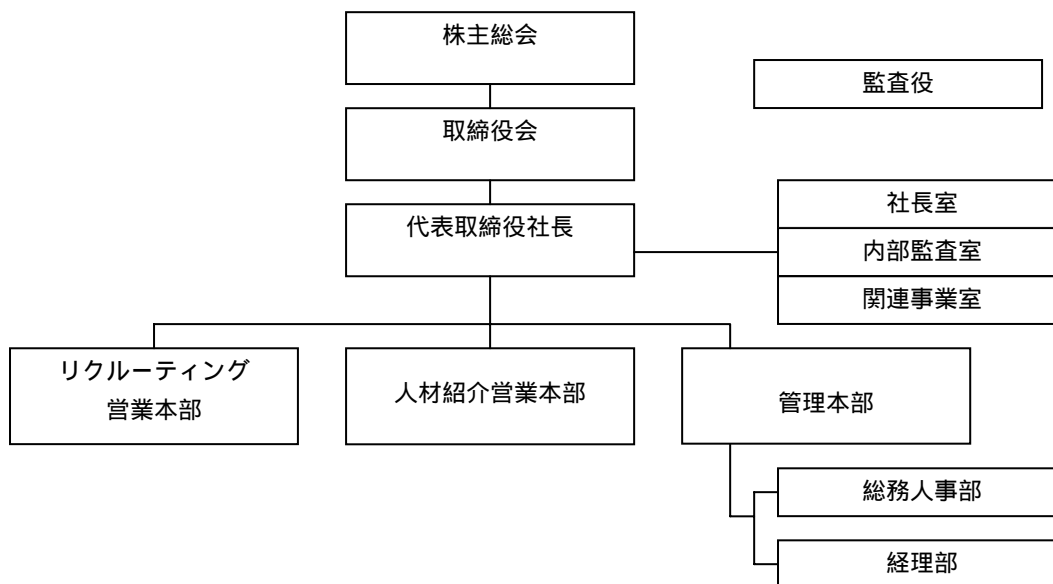 株主総会
監査役
取締役会
代表取締役社長
社長室
内部監査室
関連事業室
リクルーティング
営業本部
人材紹介営業本部
管理本部
総務人事部
経理部